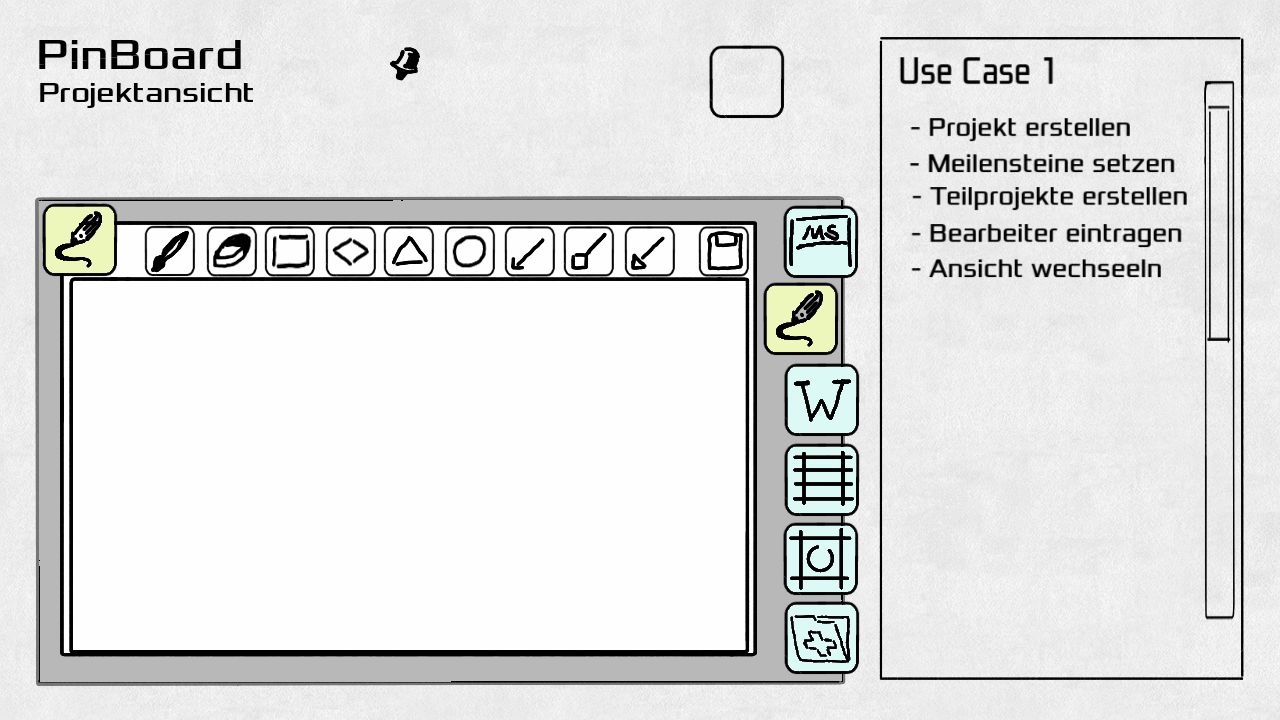 PinBoard
Projektansicht
MS
W
Use Case 1
- Projekt erstellen
- Meilensteine setzen
- Teilprojekte erstellen
- Bearbeiter eintragen
- Ansicht wechseeln